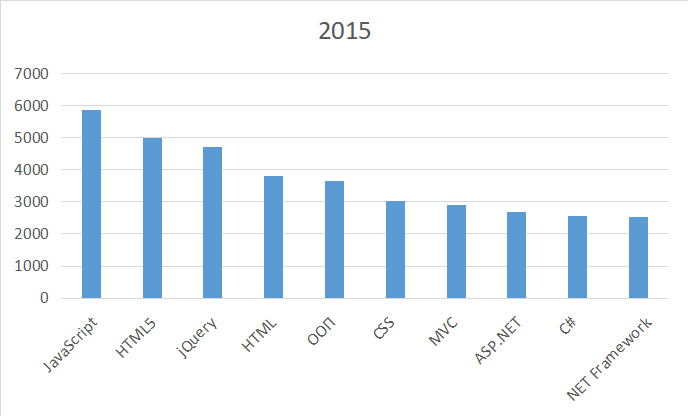 2015
7000
6000
5000
4000
3000
2000
1000
0
JavaScript
HTML5
jQuery
HTML
ООП
CSS
MVC
ASP.NET
C#
NET Framework